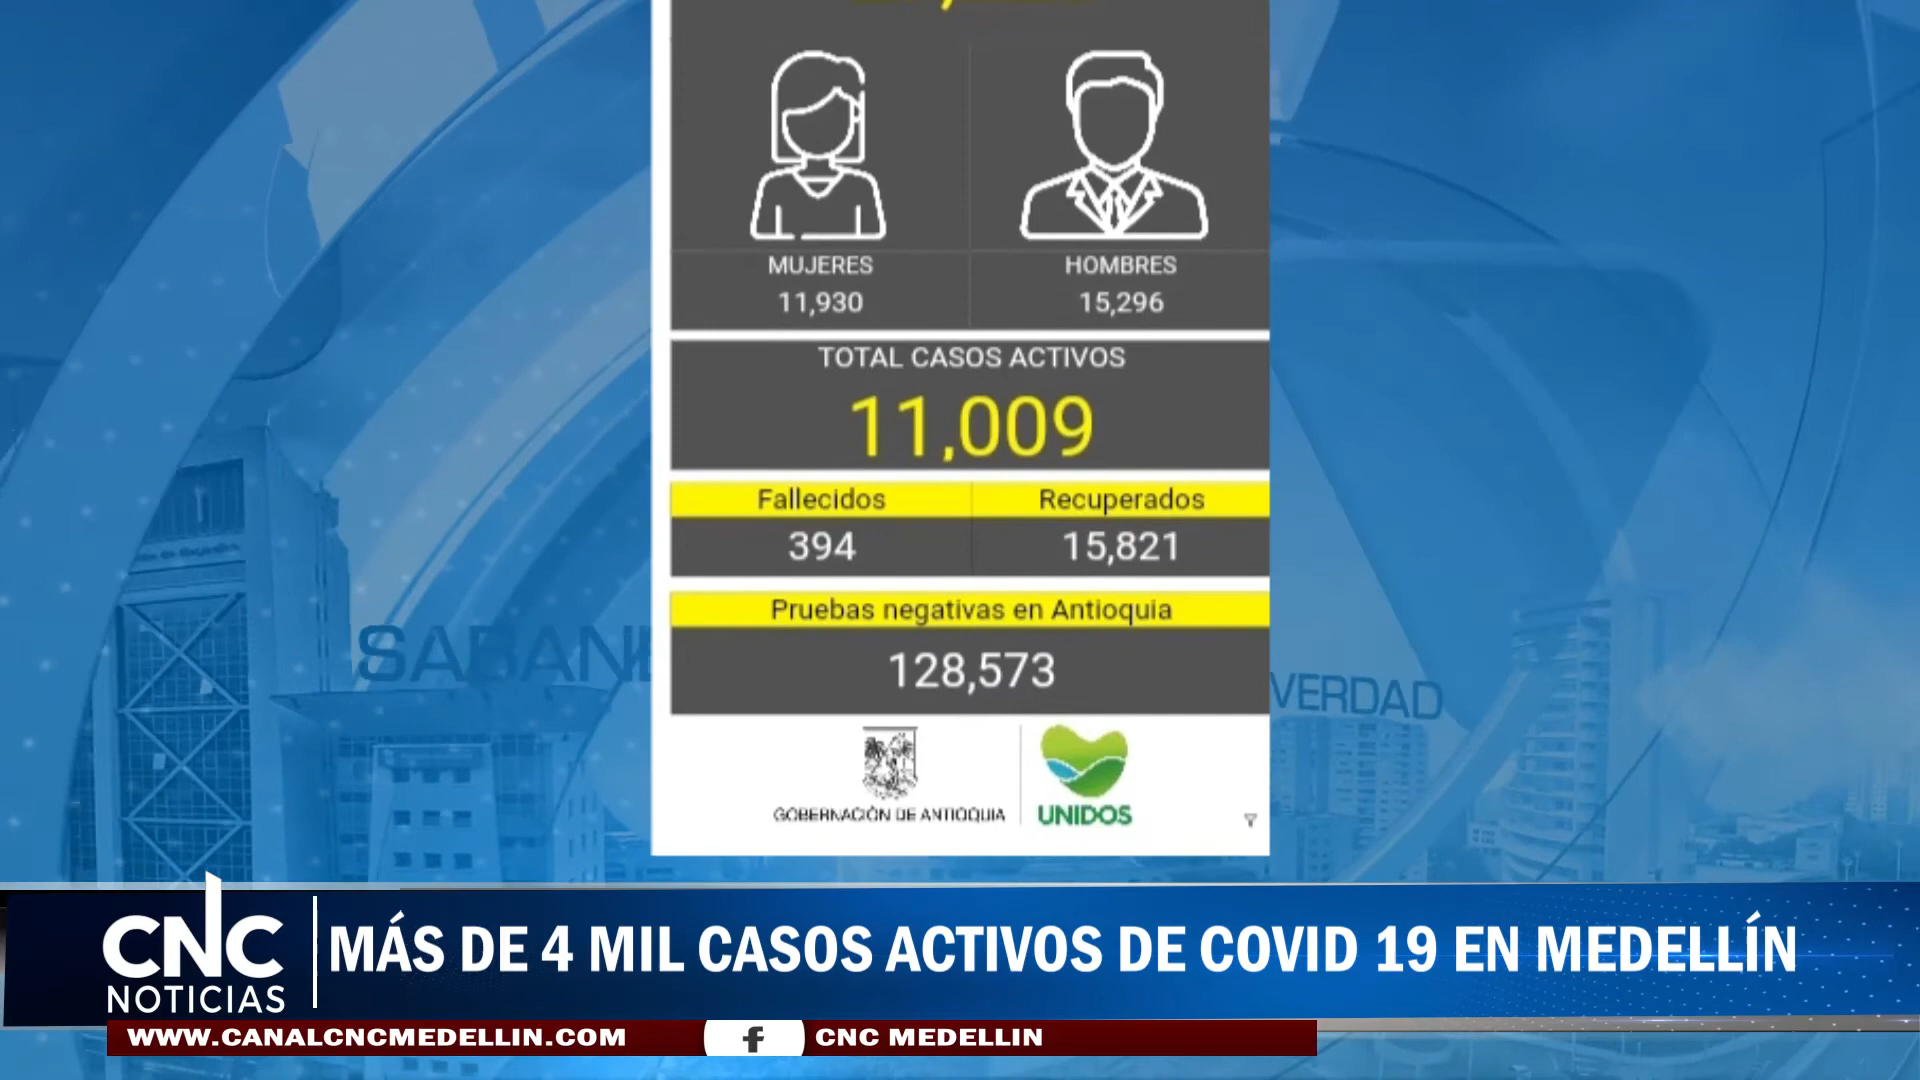 MUJERES
11,930
HOMBRES
15,296
TOTAL CASOS ACTIVOS
11,009
Fallecidos
394
Recuperados
15,821
Pruebas negativas en Antioquia
128,573
GOBERNACIÓN DE ANTIOQUIA
UNIDOS
VERDAD
CNC
NOTICIAS
MÁS DE 4 MIL CASOS ACTIVOS DE COVID 19 EN MEDELLÍN
WWW.CANALCNCMEDELLIN.COM
f
CNC MEDELLIN